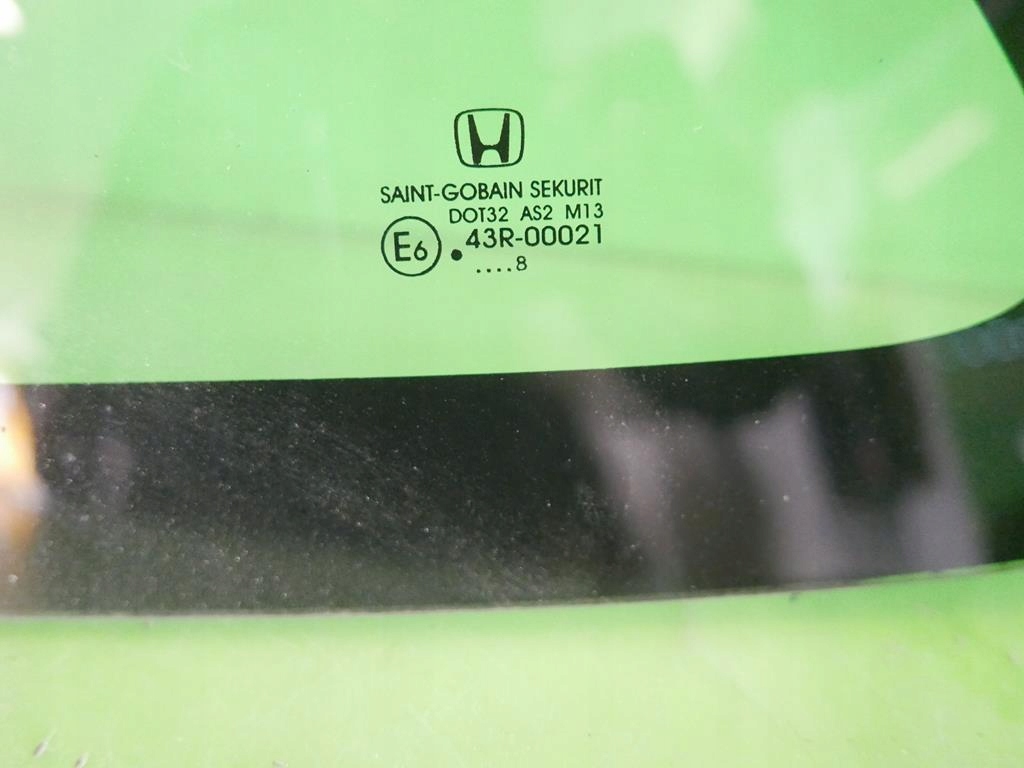 SAINT-GOBAIN SEKURIT
DOT32 AS2 M13
E6 .43R-00021
....8